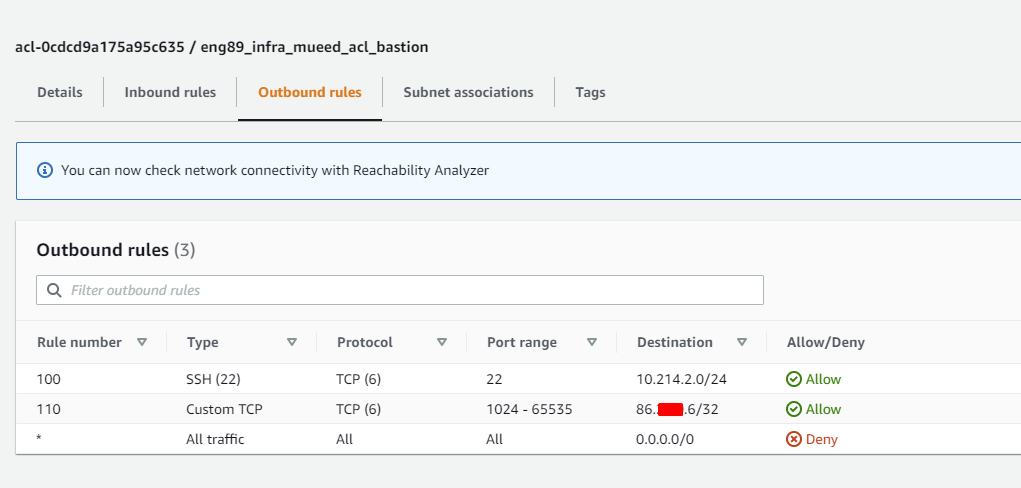 acl-0cdcd9a175a95c635 / eng89_infra_mueed_acl_bastion
Details Inbound rules Outbound rules Subnet associations Tags
You can now check network connectivity with Reachability Analyzer
Outbound rules (3)
Filter outbound rules
Rule number Type Protocol Port range Destination Allow/Deny
100 SSH (22) TCP (6) 22 10.214.2.0/24 Allow
110 Custom TCP TCP (6) 1024 - 65535 86. .6/32 Allow
* All traffic All All 0.0.0.0/0 Deny